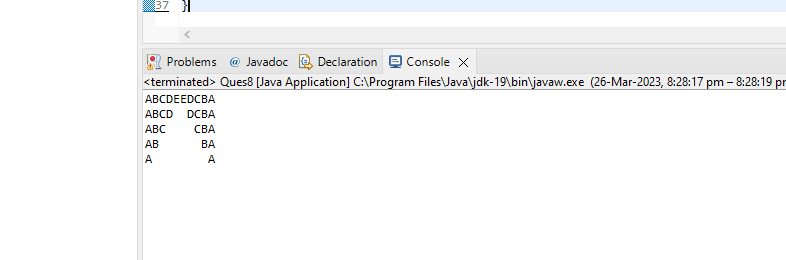 37 }
Problems @ Javadoc Declaration Console
<terminated> Ques8 [Java Application] C:\Program Files\Java\jdk-19\bin\javaw.exe (26-Mar-2023, 8:28:17 pm – 8:28:19 pr
ABCDEEDCBA
ABCD  DCBA
ABC    CBA
AB      BA
A        A